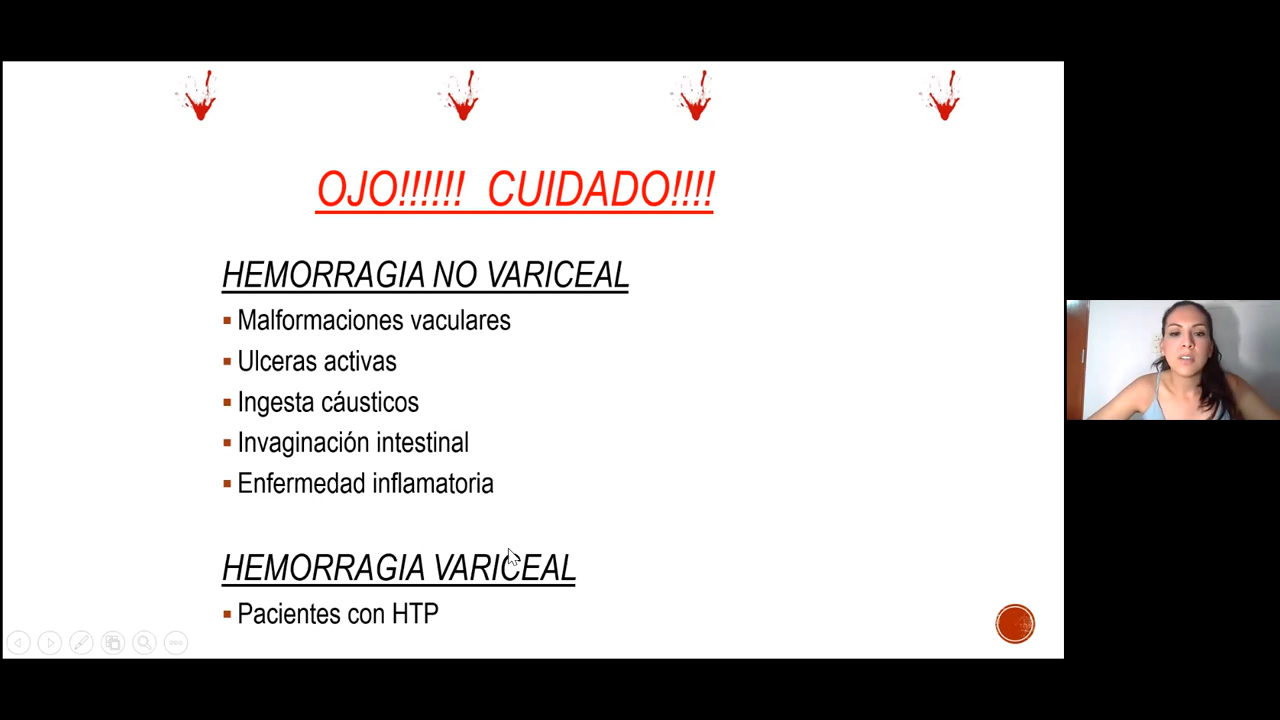 OJO!!!!!! CUIDADO!!!!
HEMORRAGIA NO VARICEAL
Malformaciones vaculares
Ulceras activas
Ingesta cáusticos
Invaginación intestinal
Enfermedad inflamatoria
HEMORRAGIA VARICEAL
Pacientes con HTP